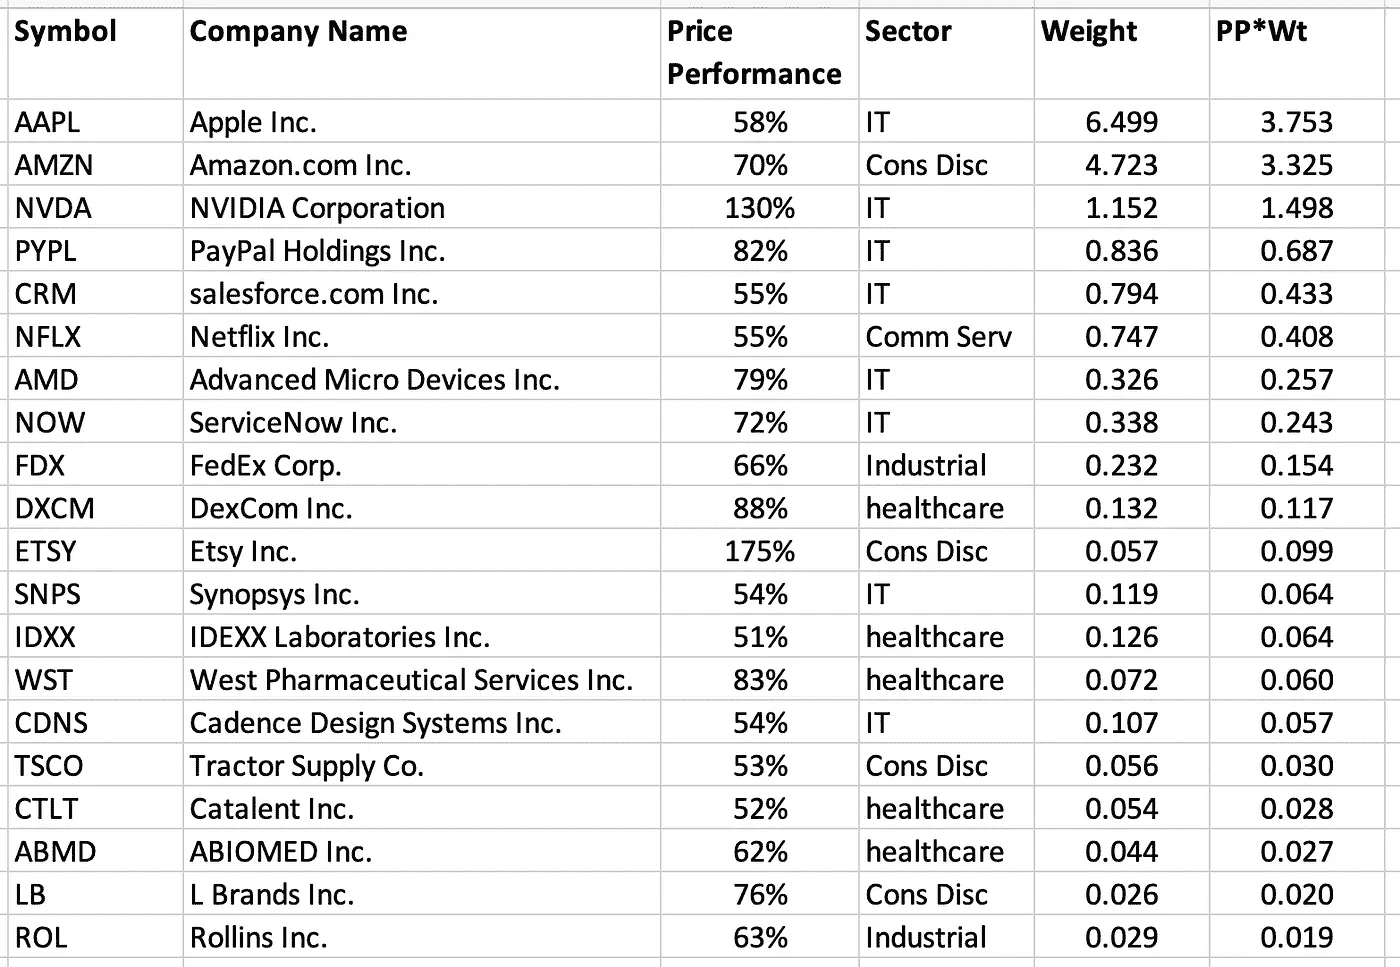 Symbol Company Name Price Performance Sector Weight PP*Wt
AAPL Apple Inc. 58% IT 6.499 3.753
AMZN Amazon.com Inc. 70% Cons Disc 4.723 3.325
NVDA NVIDIA Corporation 130% IT 1.152 1.498
PYPL PayPal Holdings Inc. 82% IT 0.836 0.687
CRM salesforce.com Inc. 55% IT 0.794 0.433
NFLX Netflix Inc. 55% Comm Serv 0.747 0.408
AMD Advanced Micro Devices Inc. 79% IT 0.326 0.257
NOW ServiceNow Inc. 72% IT 0.338 0.243
FDX FedEx Corp. 66% Industrial 0.232 0.154
DXCM DexCom Inc. 88% healthcare 0.132 0.117
ETSY Etsy Inc. 175% Cons Disc 0.057 0.099
SNPS Synopsys Inc. 54% IT 0.119 0.064
IDXX IDEXX Laboratories Inc. 51% healthcare 0.126 0.064
WST West Pharmaceutical Services Inc. 83% healthcare 0.072 0.060
CDNS Cadence Design Systems Inc. 54% IT 0.107 0.057
TSCO Tractor Supply Co. 53% Cons Disc 0.056 0.030
CTLT Catalent Inc. 52% healthcare 0.054 0.028
ABMD ABIOMED Inc. 62% healthcare 0.044 0.027
LB L Brands Inc. 76% Cons Disc 0.026 0.020
ROL Rollins Inc. 63% Industrial 0.029 0.019